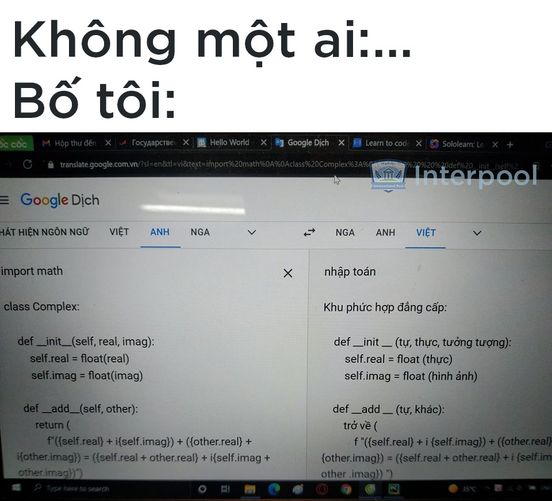 Không một ai:...
Bố tôi:
ốc cốc Hộp thư đến Государстве Hello World Google Dịch Learn to code Sololearn: Le
translate.google.com.vn/?sl=en&tl=vi&text=import%20math%0A%0Aclass%20Complex%3A%0
Interpool
Google Dịch
HÁT HIỆN NGÔN NGỮ VIỆT ANH NGA NGA ANH VIỆT
import math
class Complex:
def __init__(self, real, imag):
self.real = float(real)
self.imag = float(imag)
def __add__(self, other):
return (
f"({self.real} + i{self.imag}) + ({other.real} +
i{other.imag}) = ({self.real + other.real} + i{self.imag +
other.imag})")
nhập toán
Khu phức hợp đẳng cấp:
def __init __ (tự, thực, tưởng tượng):
self.real = float (thực)
self.imag = float (hình ảnh)
def __add __ (tự, khác):
trở về (
f "({self.real} + i {self.imag}) + ({other.real}
{other.imag}) = ({self.real + other.real} + i {self.imag +
other .imag}) ")
Type here to search